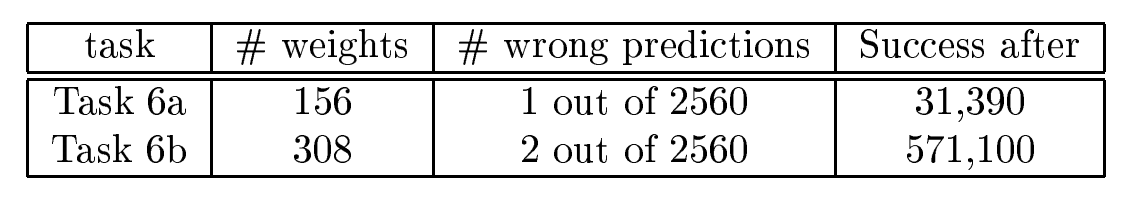 task # weights # wrong predictions Success after
Task 6a 156 1 out of 2560 31,390
Task 6b 308 2 out of 2560 571,100